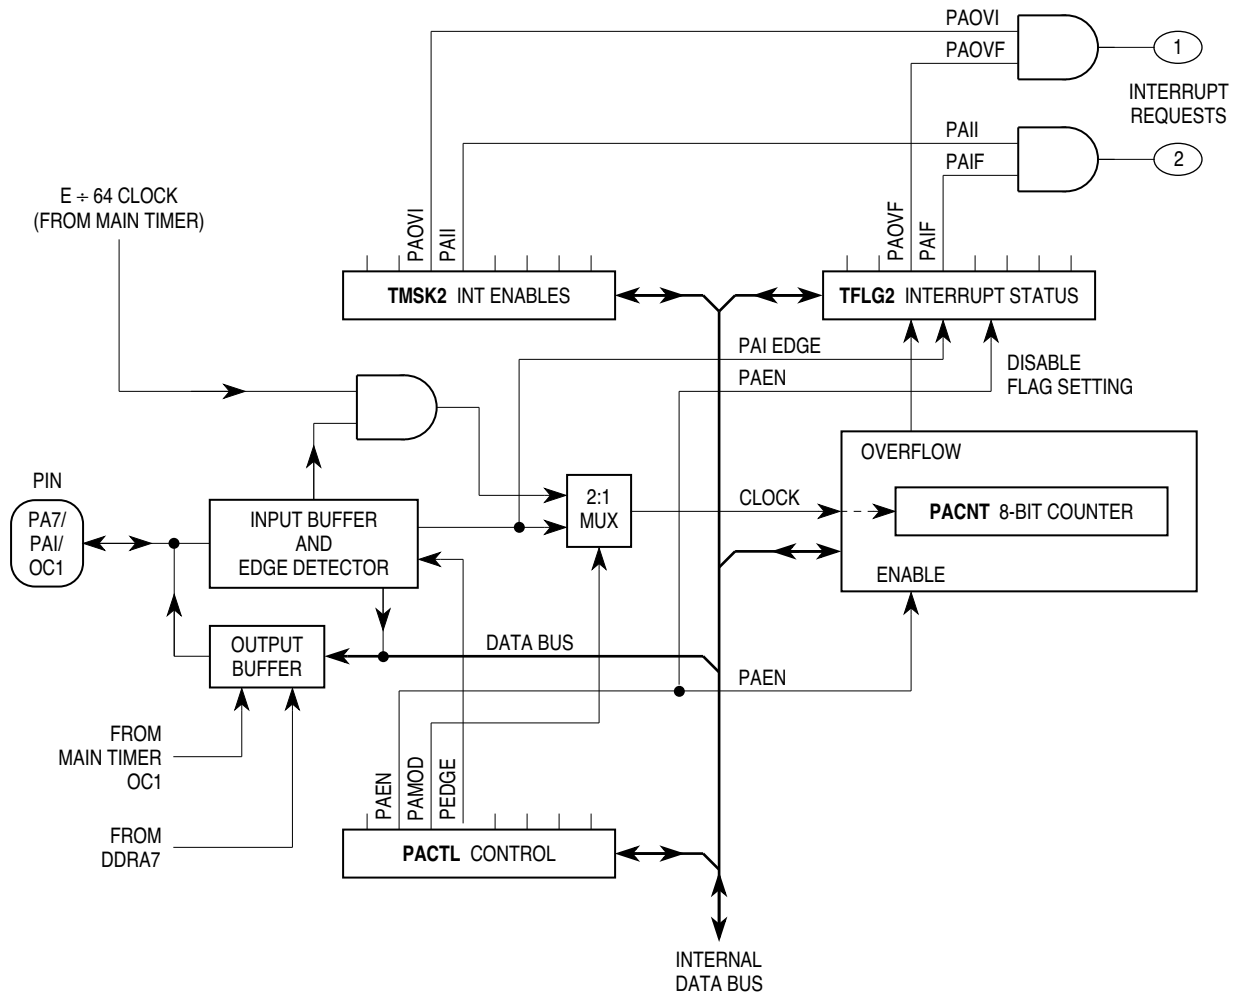 PAOVI
PAOVF
1
INTERRUPT
REQUESTS
PAII
PAIF
2
E ÷ 64 CLOCK
(FROM MAIN TIMER)
PAOVI
PAII
PAOVF
PAIF
TMSK2 INT ENABLES
TFLG2 INTERRUPT STATUS
PAI EDGE
PAEN
DISABLE
FLAG SETTING
OVERFLOW
PIN
PA7/
PAI/
OC1
INPUT BUFFER
AND
EDGE DETECTOR
2:1
MUX
CLOCK
PACNT 8-BIT COUNTER
ENABLE
OUTPUT
BUFFER
DATA BUS
PAEN
FROM
MAIN TIMER
OC1
PAEN
PAMOD
PEDGE
FROM
DDRA7
PACTL CONTROL
INTERNAL
DATA BUS